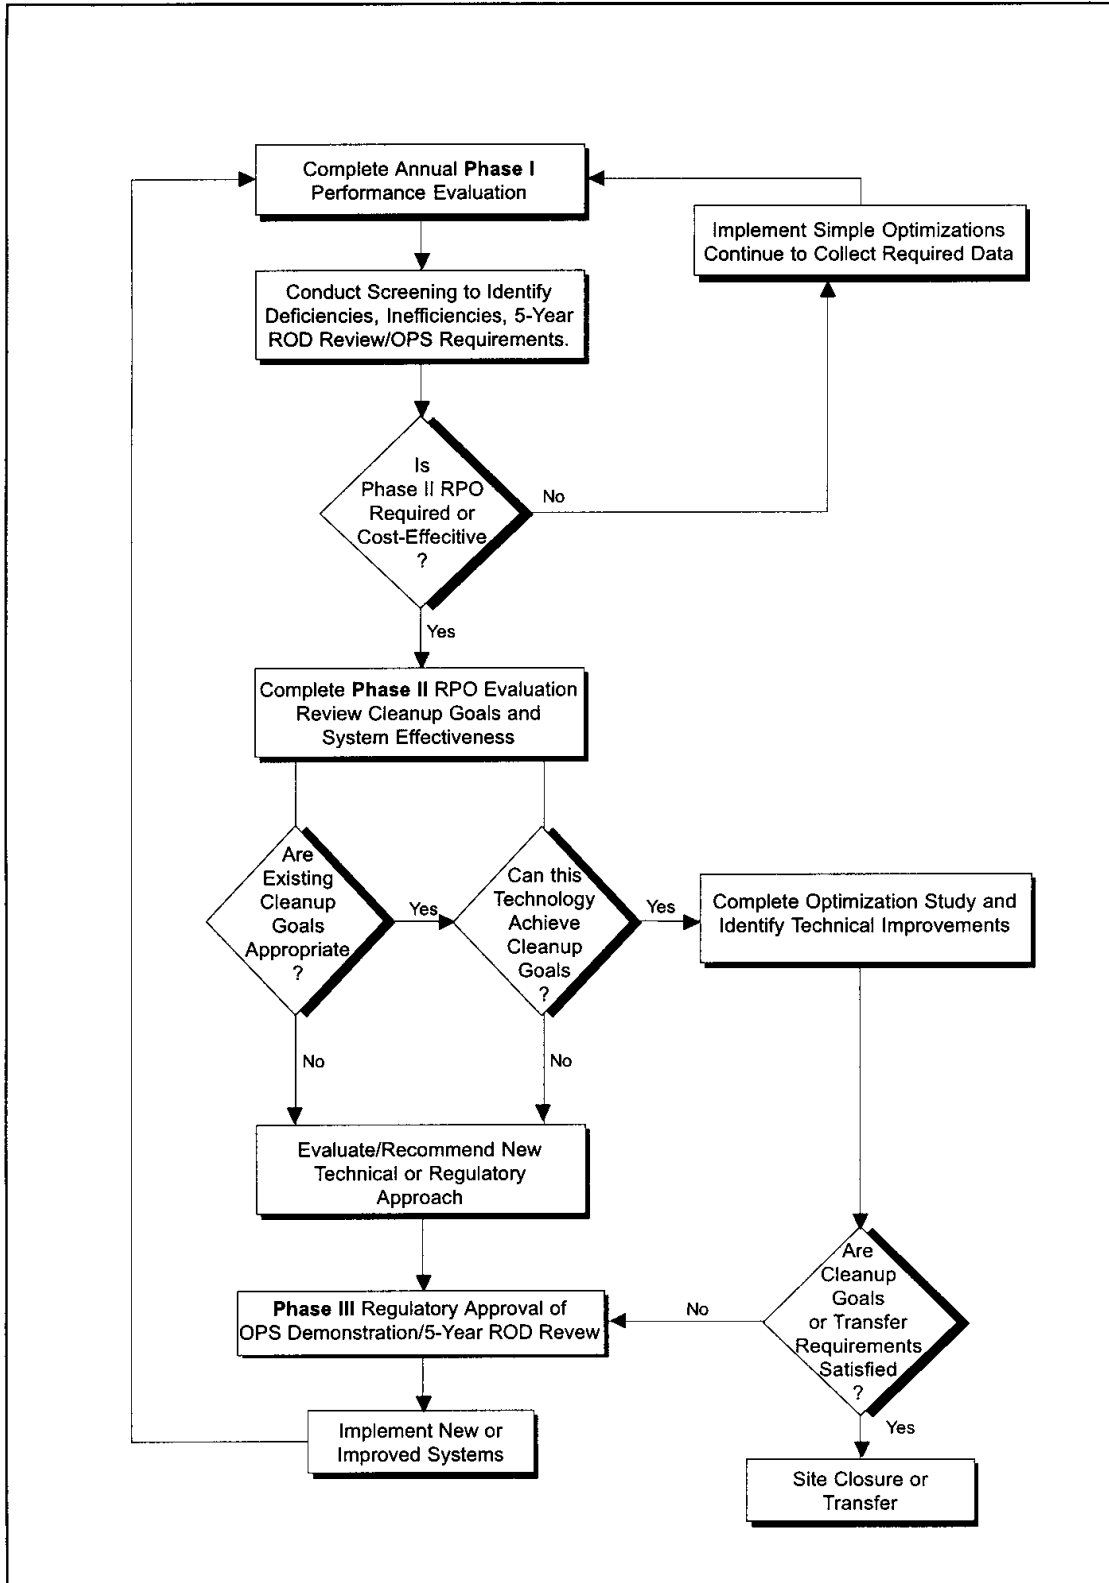 Complete Annual Phase I
Performance Evaluation
Implement Simple Optimizations
Continue to Collect Required Data
Conduct Screening to Identify
Deficiencies, Inefficiencies, 5-Year
ROD Review/OPS Requirements.
Is
Phase II RPO
Required or
Cost-Effecitive
?
No
Yes
Complete Phase II RPO Evaluation
Review Cleanup Goals and
System Effectiveness
Are
Existing
Cleanup
Goals
Appropriate
?
Yes
Can this
Technology
Achieve
Cleanup
Goals
?
Yes
Complete Optimization Study and
Identify Technical Improvements
No
No
Evaluate/Recommend New
Technical or Regulatory
Approach
Are
Cleanup
Goals
or Transfer
Requirements
Satisfied
?
No
Phase III Regulatory Approval of
OPS Demonstration/5-Year ROD Revew
Yes
Implement New or
Improved Systems
Site Closure or
Transfer